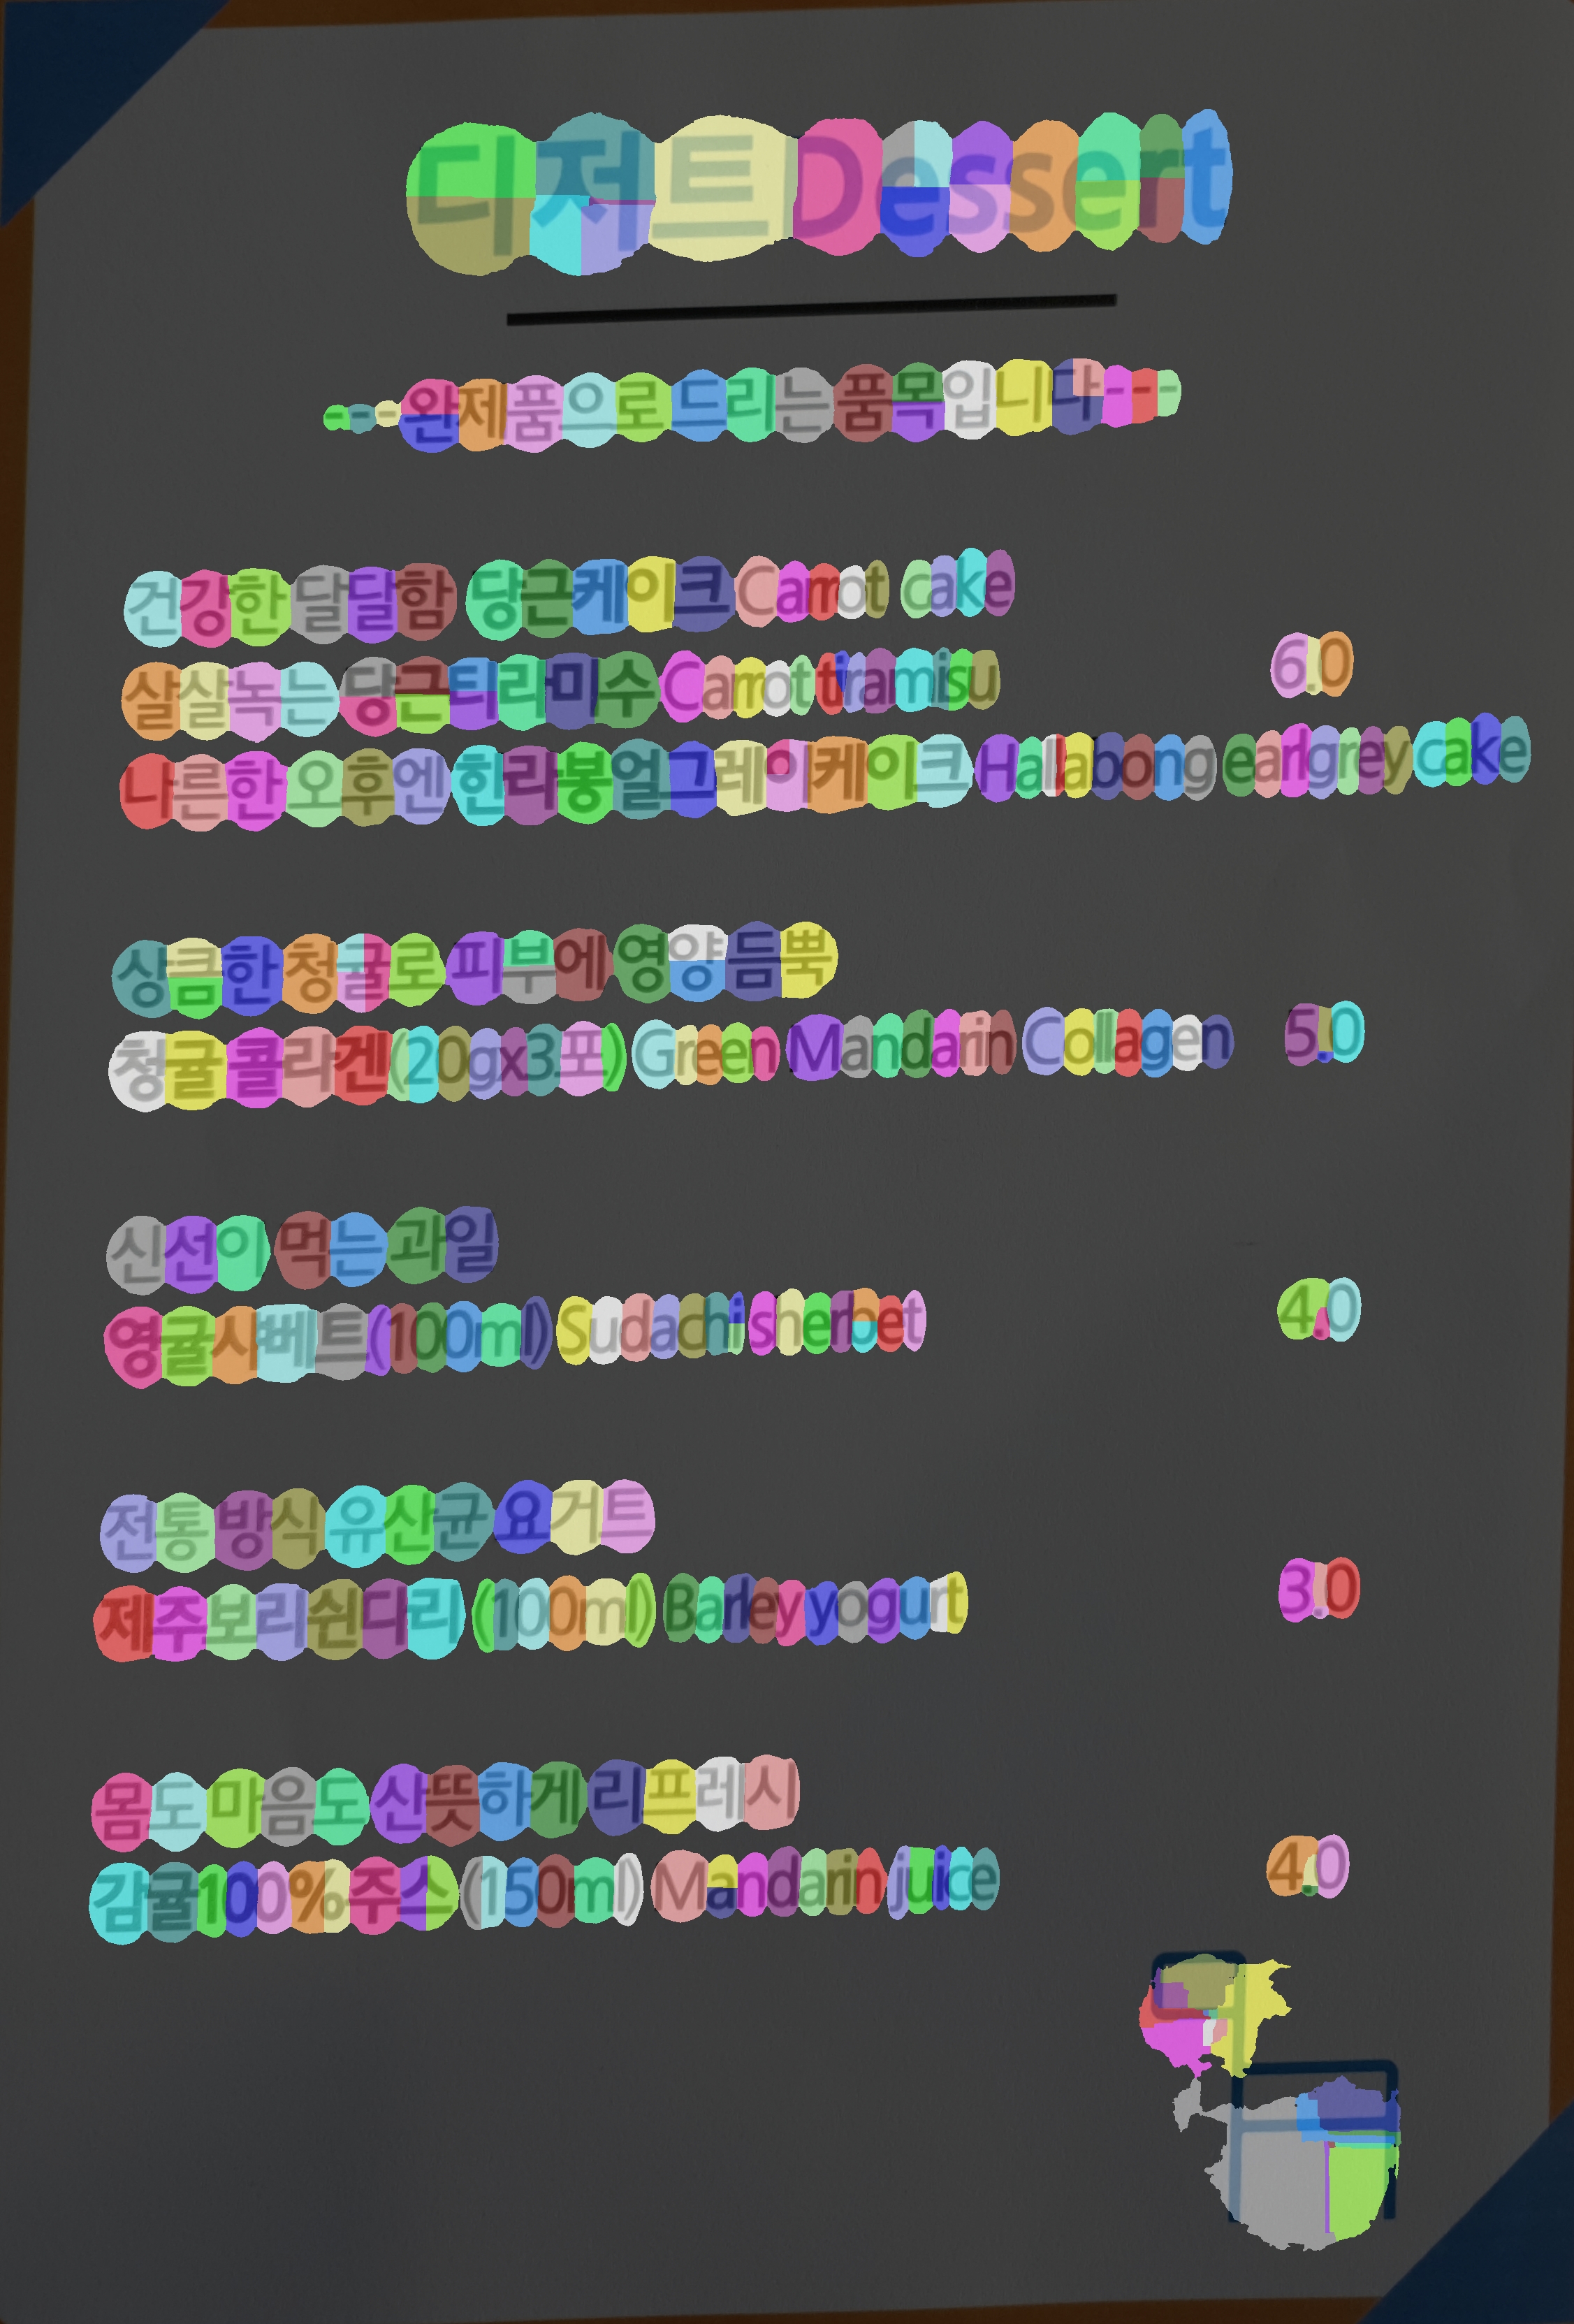 디저트Dessert
---완제품으로 드리는 품목입니다---
건강한 달달함 당근케이크 Carrot cake
살살녹는 당근티라미수 Carrot tiramisu
6.0
나른한 오후엔 한라봉얼그레이케이크 Hallabong earlgrey cake
상큼한 청귤로 피부에 영양듬뿍
청귤콜라겐(20gx3포) Green Mandarin Collagen 5.0
신선이 먹는 과일
영귤샤베트(100ml) Sudachi sherbet 4.0
전통방식 유산균 요거트
제주보리쉰다리 (100ml) Barley yogurt 3.0
몸도 마음도 산뜻하게 리프레시
감귤100%주스 (150ml) Mandarin juice 4.0